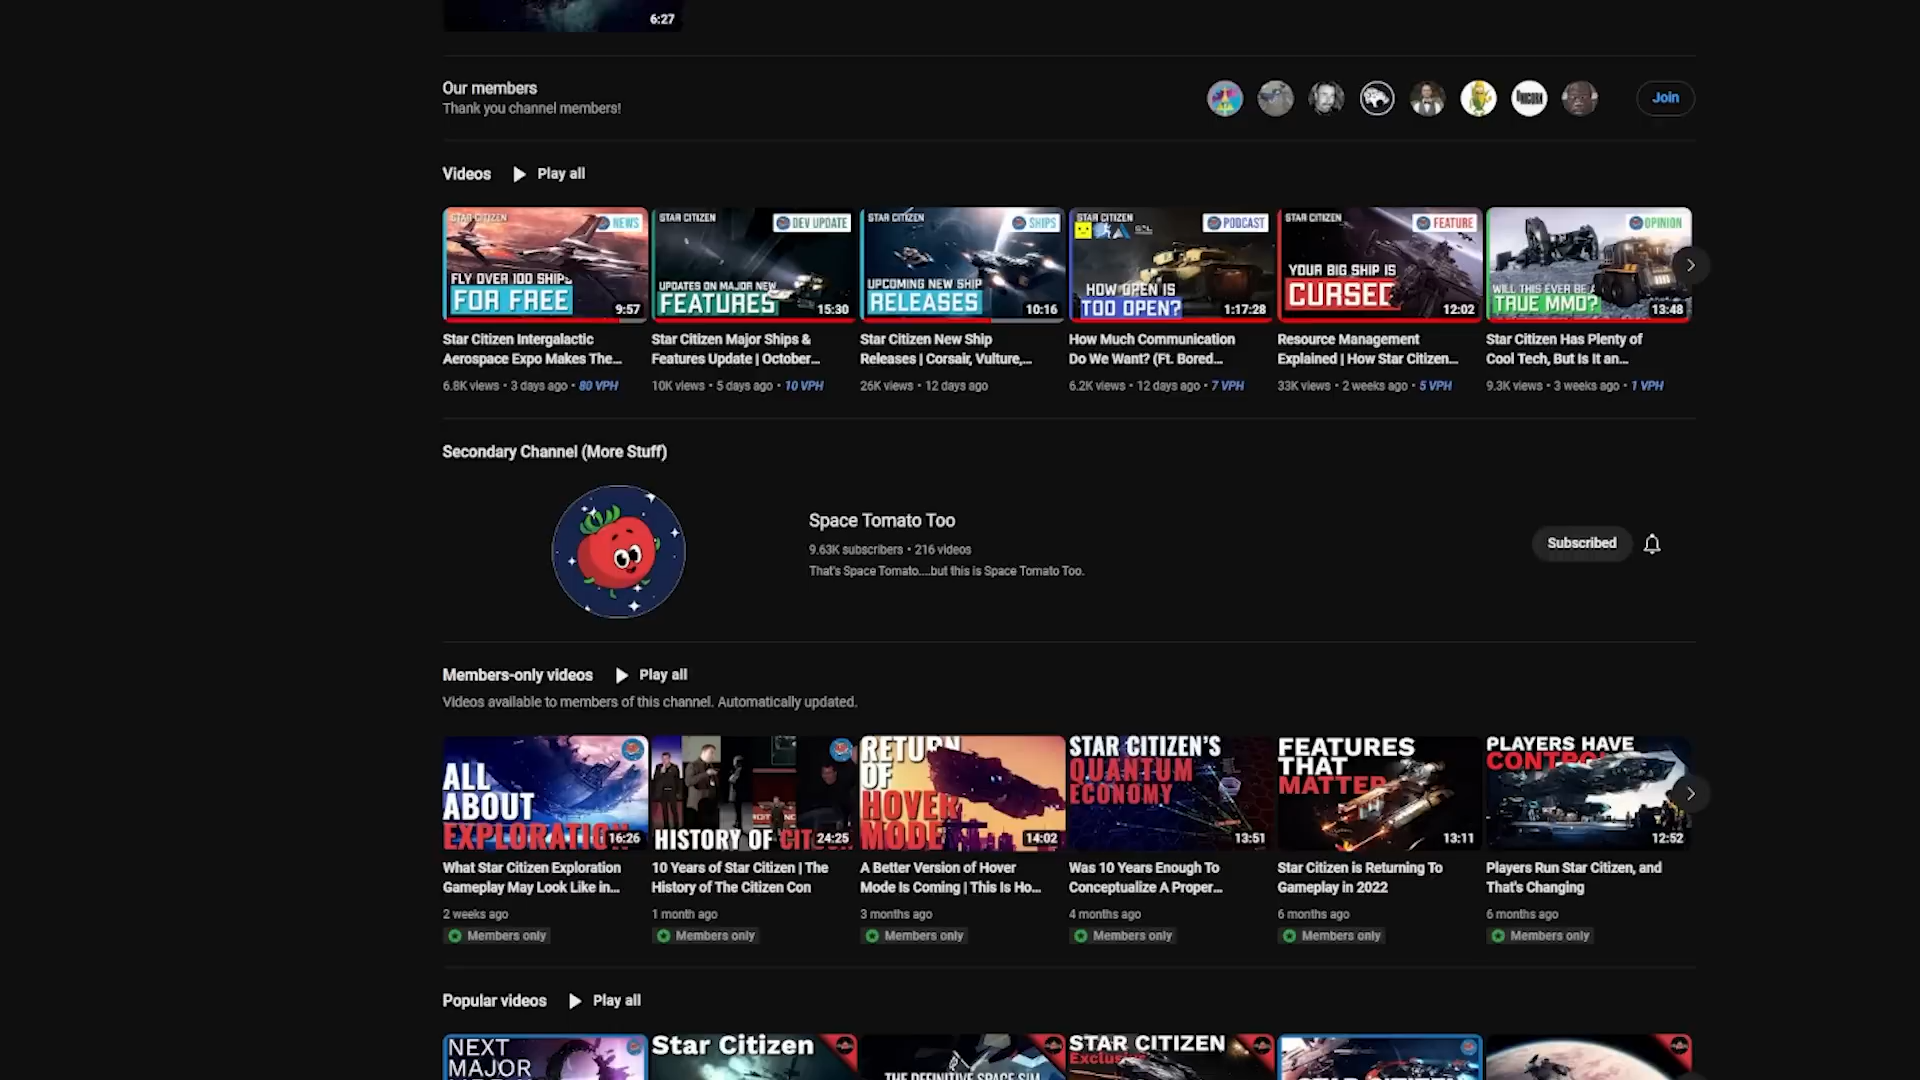 6:27
Our members
Thank you channel members!
Join
Videos
Play all
STAR CITIZEN
NEWS
FLY OVER 100 SHIPS
FOR FREE
9:57
Star Citizen Intergalactic
Aerospace Expo Makes The...
6.8K views • 3 days ago • 80 VPH
STAR CITIZEN
DEV UPDATE
UPDATES ON MAJOR NEW
FEATURES
15:30
Star Citizen Major Ships &
Features Update | October...
10K views • 5 days ago • 10 VPH
STAR CITIZEN
SHIPS
UPCOMING NEW SHIP
RELEASES
10:16
Star Citizen New Ship
Releases | Corsair, Vulture,...
26K views • 12 days ago
STAR CITIZEN
PODCAST
HOW OPEN IS
TOO OPEN?
1:17:28
How Much Communication
Do We Want? (Ft. Bored...
6.2K views • 12 days ago • 7 VPH
STAR CITIZEN
FEATURE
YOUR BIG SHIP IS
CURSED
12:02
Resource Management
Explained | How Star Citizen...
33K views • 2 weeks ago • 5 VPH
OPINION
WILL THIS EVER BE A
TRUE MMO?
13:48
Star Citizen Has Plenty of
Cool Tech, But Is It an...
9.3K views • 3 weeks ago • 1 VPH
Secondary Channel (More Stuff)
Space Tomato Too
9.63K subscribers • 216 videos
That's Space Tomato....but this is Space Tomato Too.
Subscribed
Members-only videos
Play all
Videos available to members of this channel. Automatically updated.
ALL
ABOUT
EXPLORATION
16:26
What Star Citizen Exploration
Gameplay May Look Like in...
2 weeks ago
Members only
HISTORY OF CIT
24:25
10 Years of Star Citizen | The
History of The Citizen Con
1 month ago
Members only
RETURN
OF
HOVER
MODE
14:02
A Better Version of Hover
Mode Is Coming | This Is Ho...
3 months ago
Members only
STAR CITIZEN'S
QUANTUM
ECONOMY
13:51
Was 10 Years Enough To
Conceptualize A Proper...
4 months ago
Members only
FEATURES
THAT
MATTER
13:11
Star Citizen is Returning To
Gameplay in 2022
6 months ago
Members only
PLAYERS HAVE
CONTROL
12:52
Players Run Star Citizen, and
That's Changing
6 months ago
Members only
Popular videos
Play all
NEXT
MAJOR
Star Citizen
THE DEFINITIVE SPACE SIM
STAR CITIZEN
Exclusive